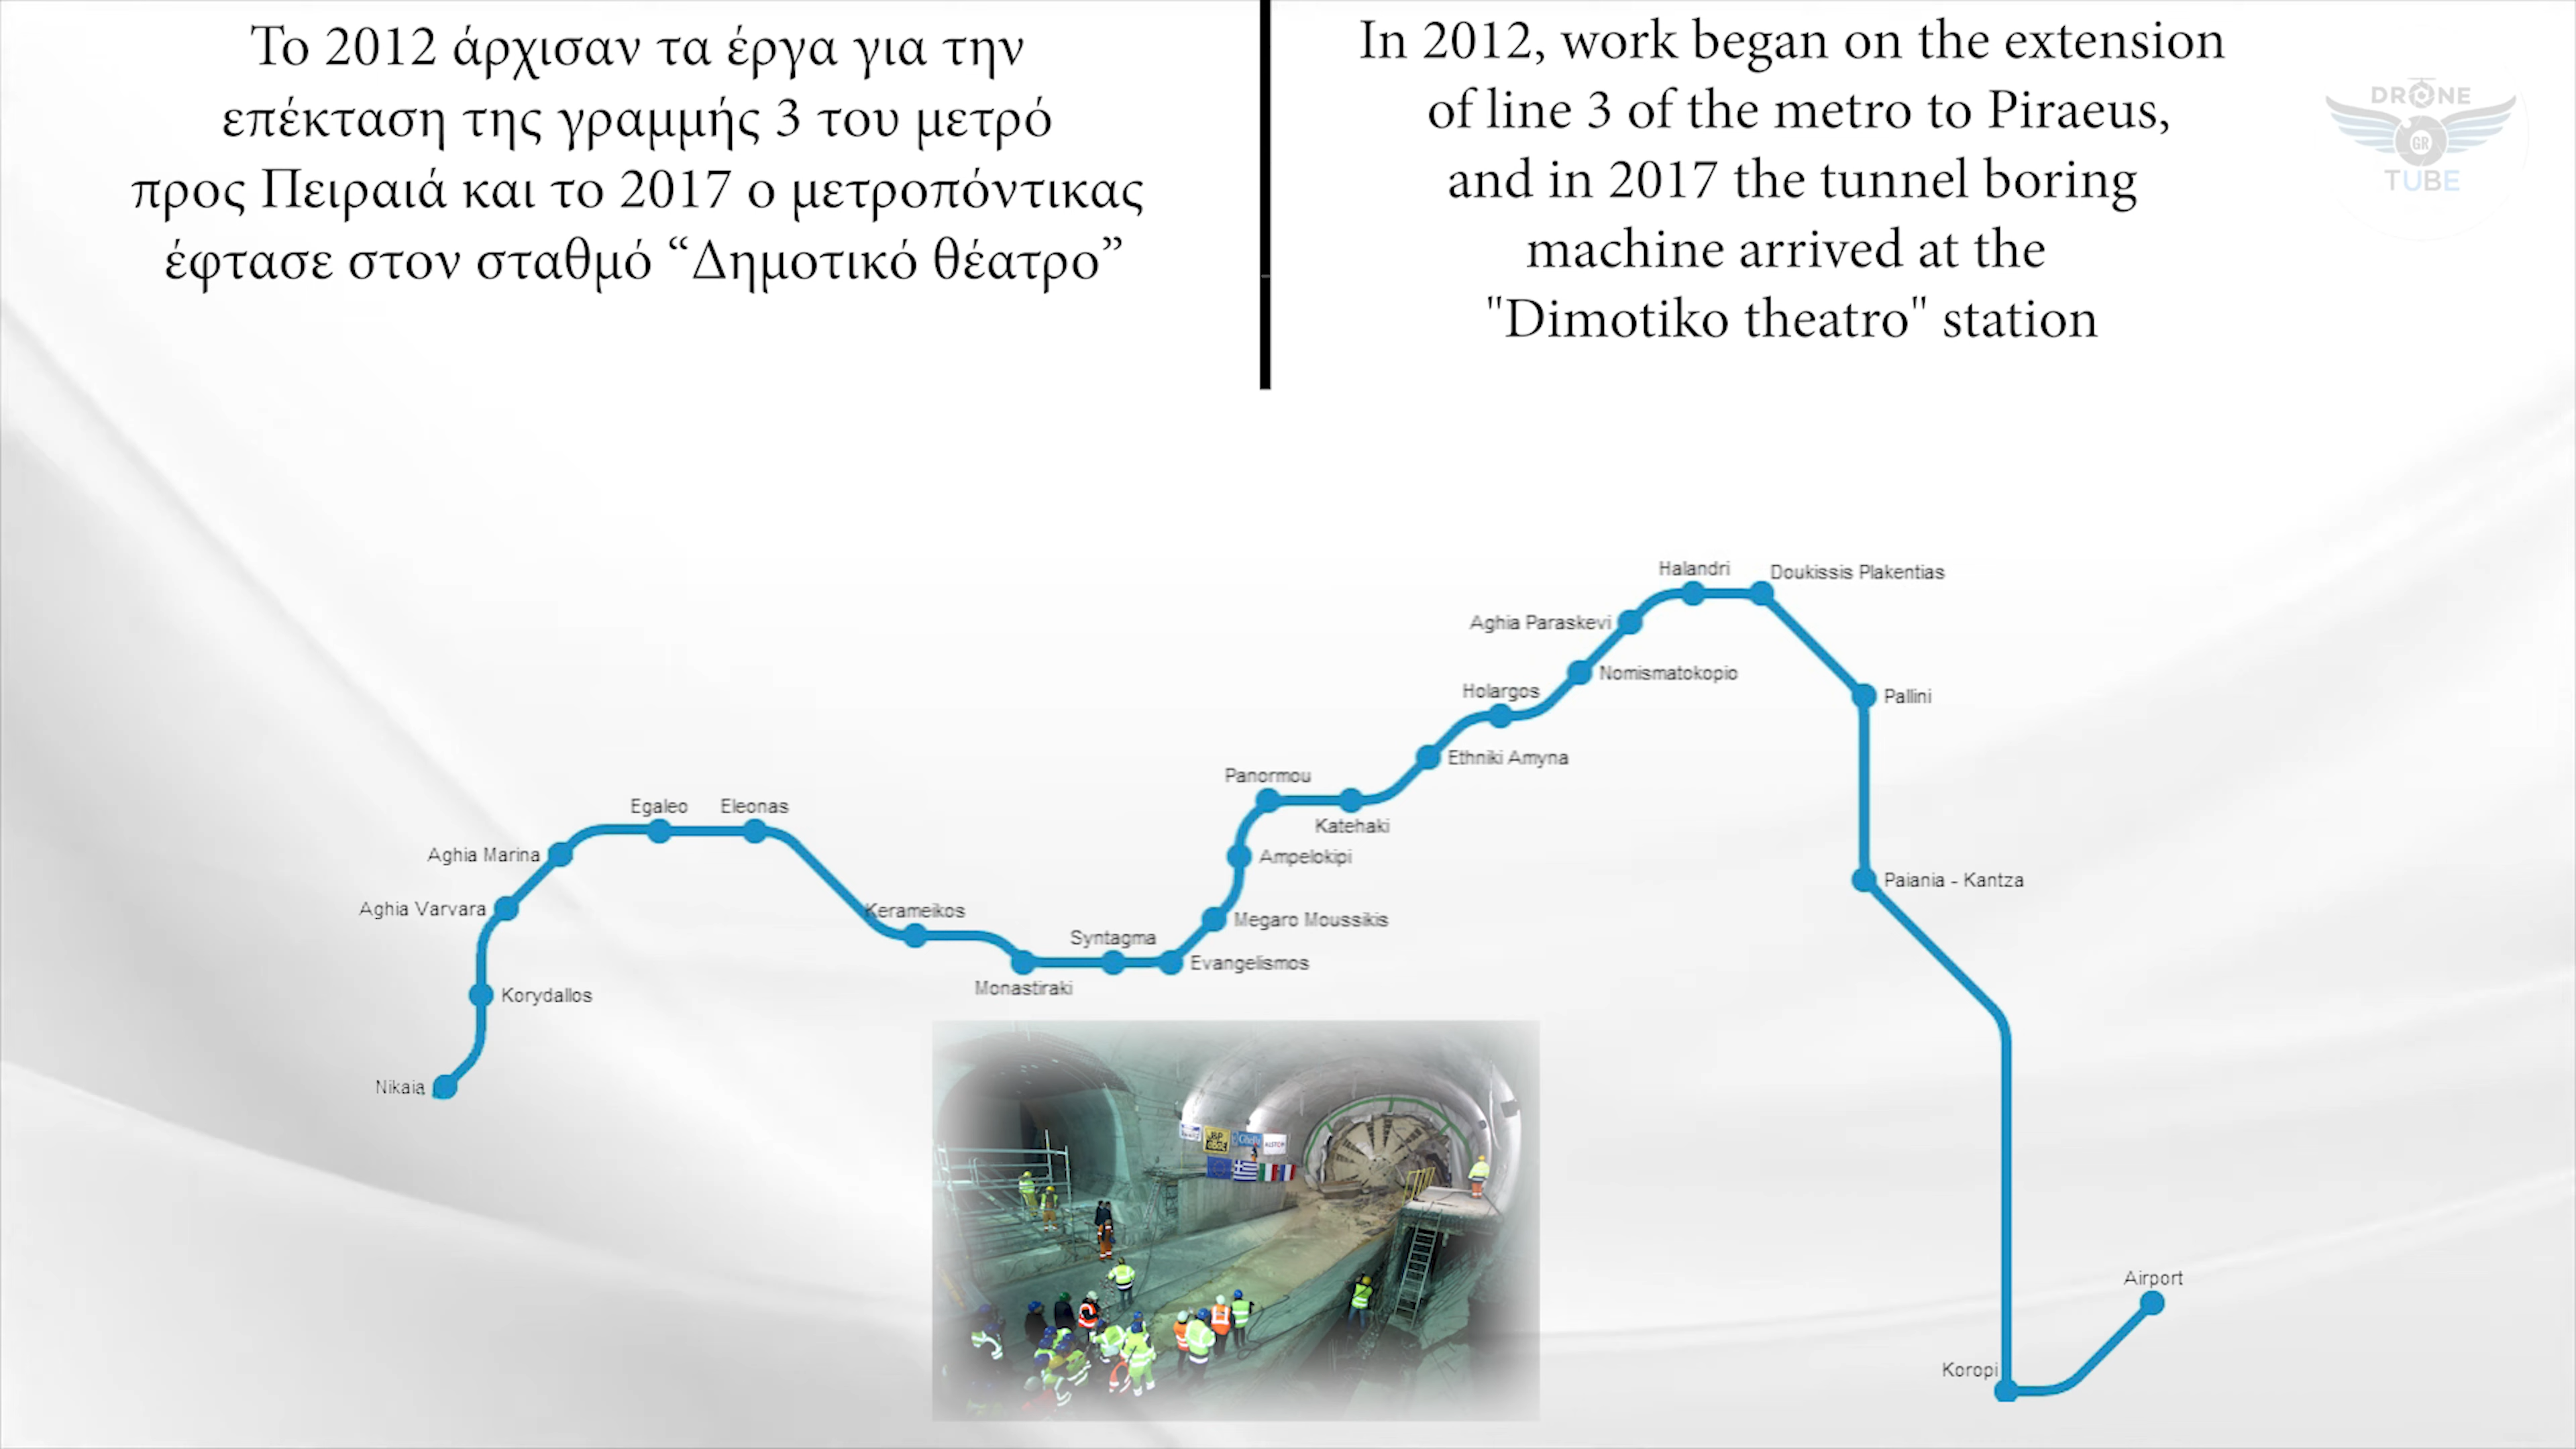 Το 2012 άρχισαν τα έργα για την
επέκταση της γραμμής 3 του μετρό
προς Πειραιά και το 2017 ο μετροπόντικας
έφτασε στον σταθμό “Δημοτικό θέατρο”
In 2012, work began on the extension
of line 3 of the metro to Piraeus,
and in 2017 the tunnel boring
machine arrived at the
"Dimotiko theatro" station
DRONE
GR
TUBE
Halandri
Doukissis Plakentias
Aghia Paraskevi
Nomismatokopio
Holargos
Pallini
Ethniki Amyna
Panormou
Katehaki
Egaleo
Eleonas
Aghia Marina
Ampelokipi
Paiania - Kantza
Aghia Varvara
Kerameikos
Megaro Moussikis
Syntagma
Evangelismos
Monastiraki
Korydallos
Nikaia
J&P
Ghella
ALSTOM
Airport
Koropi